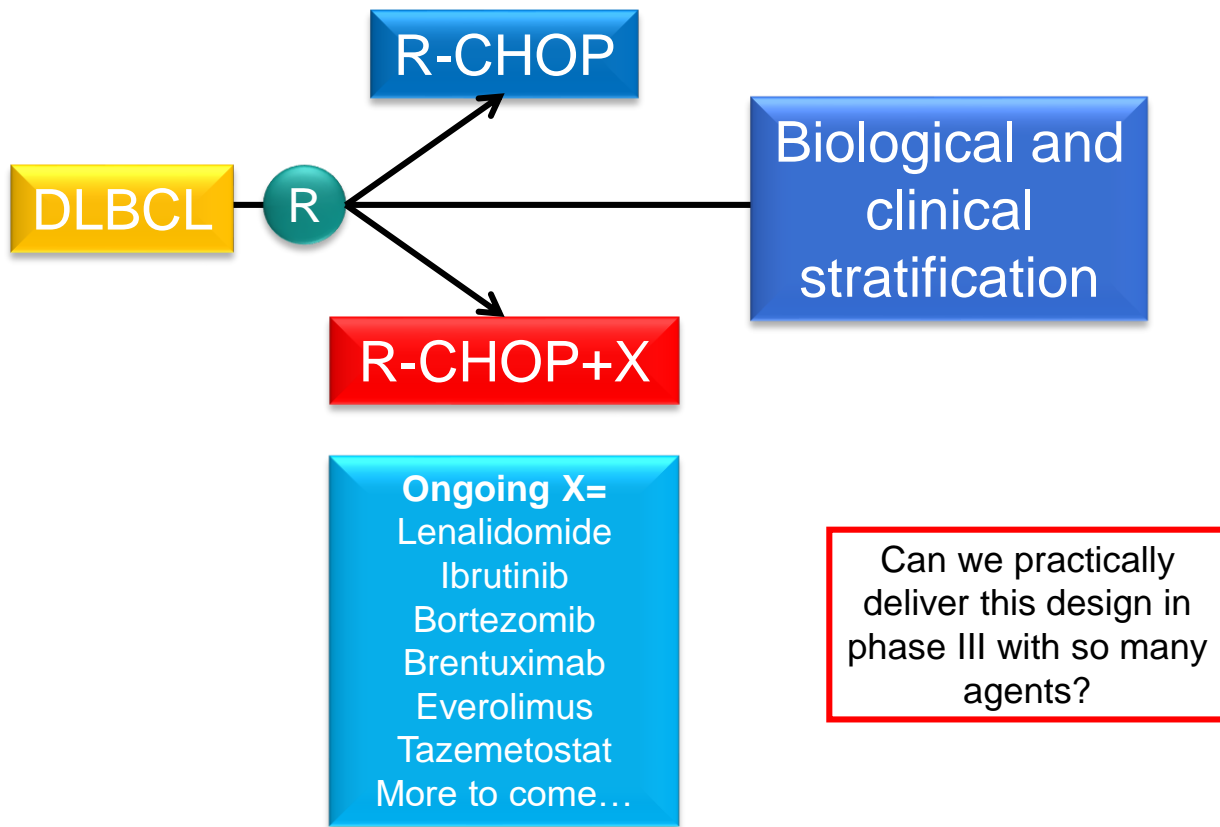 R-CHOP
DLBCL
R
Biological and
clinical
stratification
R-CHOP+X
Ongoing X=
Lenalidomide
Ibrutinib
Bortezomib
Brentuximab
Everolimus
Tazemetostat
More to come…
Can we practically
deliver this design in
phase III with so many
agents?